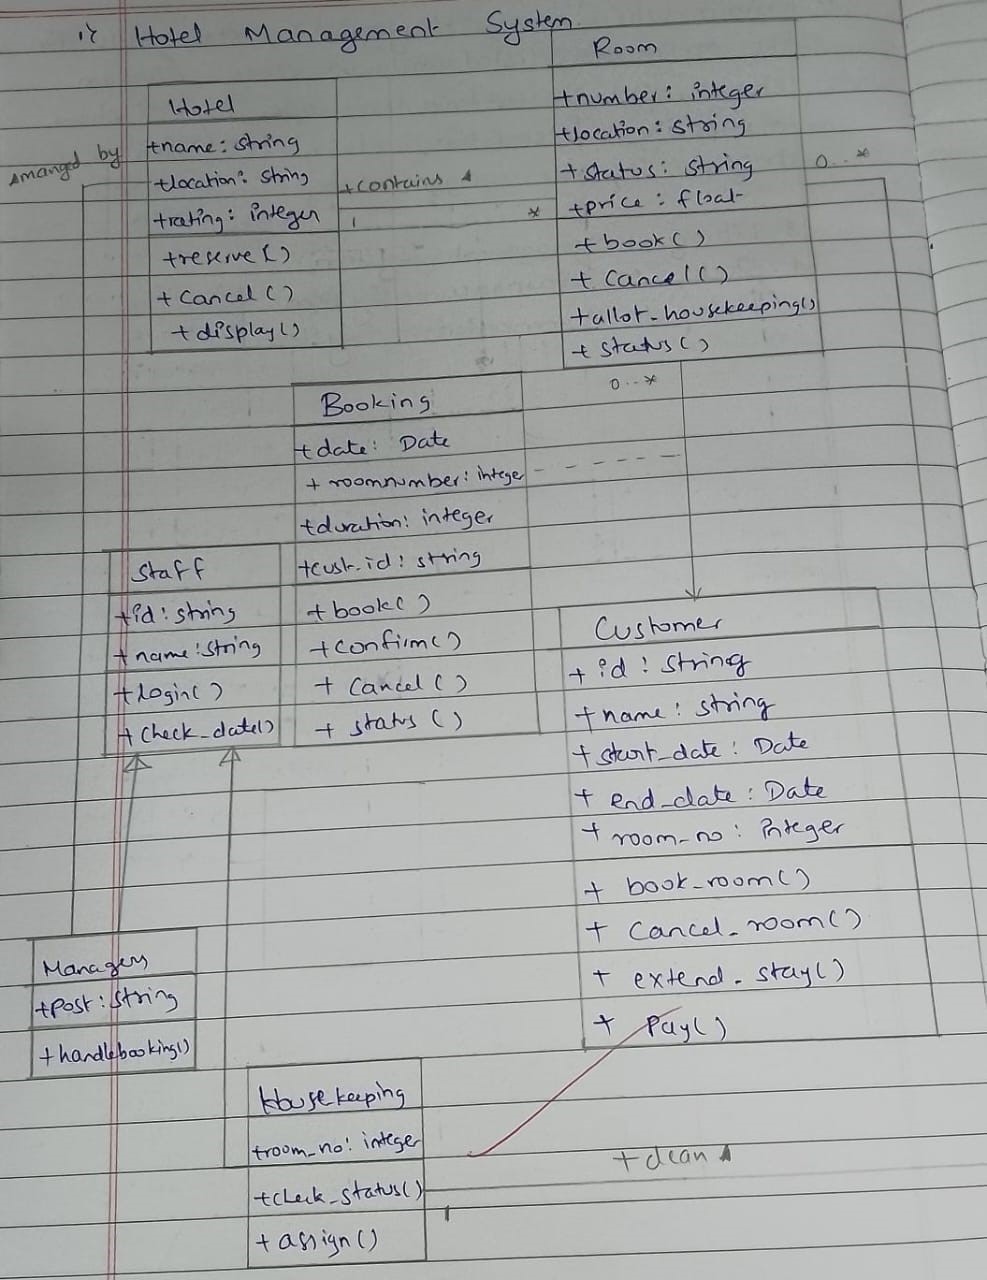 1) Hotel Management System
Hotel
+name: string
+location: string
+rating: integer
+reserve()
+ cancel()
+ display()
manged by
+contains
1
*
Room
+number: integer
+location: string
+ status: string
+price: float
+ book()
+ cancel()
+allot_housekeeping()
+ status()
0..*
0..*
Booking
+date: Date
+ roomnumber: integer
+duration: integer
+cust_id: string
+ book()
+ confirm()
+ cancel()
+ status()
Staff
+id: string
+ name: string
+login()
+ check_date()
Customer
+ id: string
+ name: string
+ start_date: Date
+ end_date: Date
+ room_no: integer
+ book_room()
+ cancel_room()
+ extend_stay()
+ Pay()
Manager
+post: string
+ handlebooking()
Housekeeping
+room_no: integer
+check_status()
+ assign()
+ clean
1